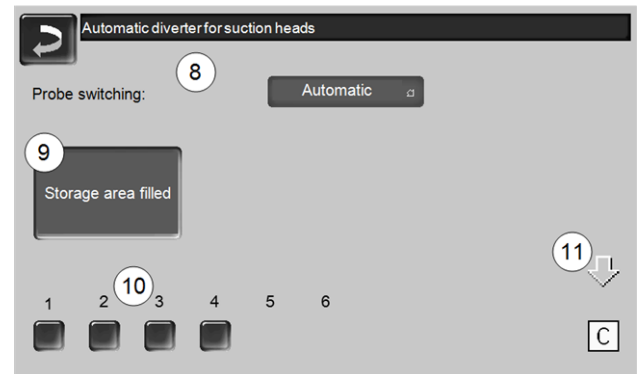 Automatic diverter for suction heads
8
Probe switching:
Automatic
9
Storage area filled
11
10
1 2 3 4 5 6
C